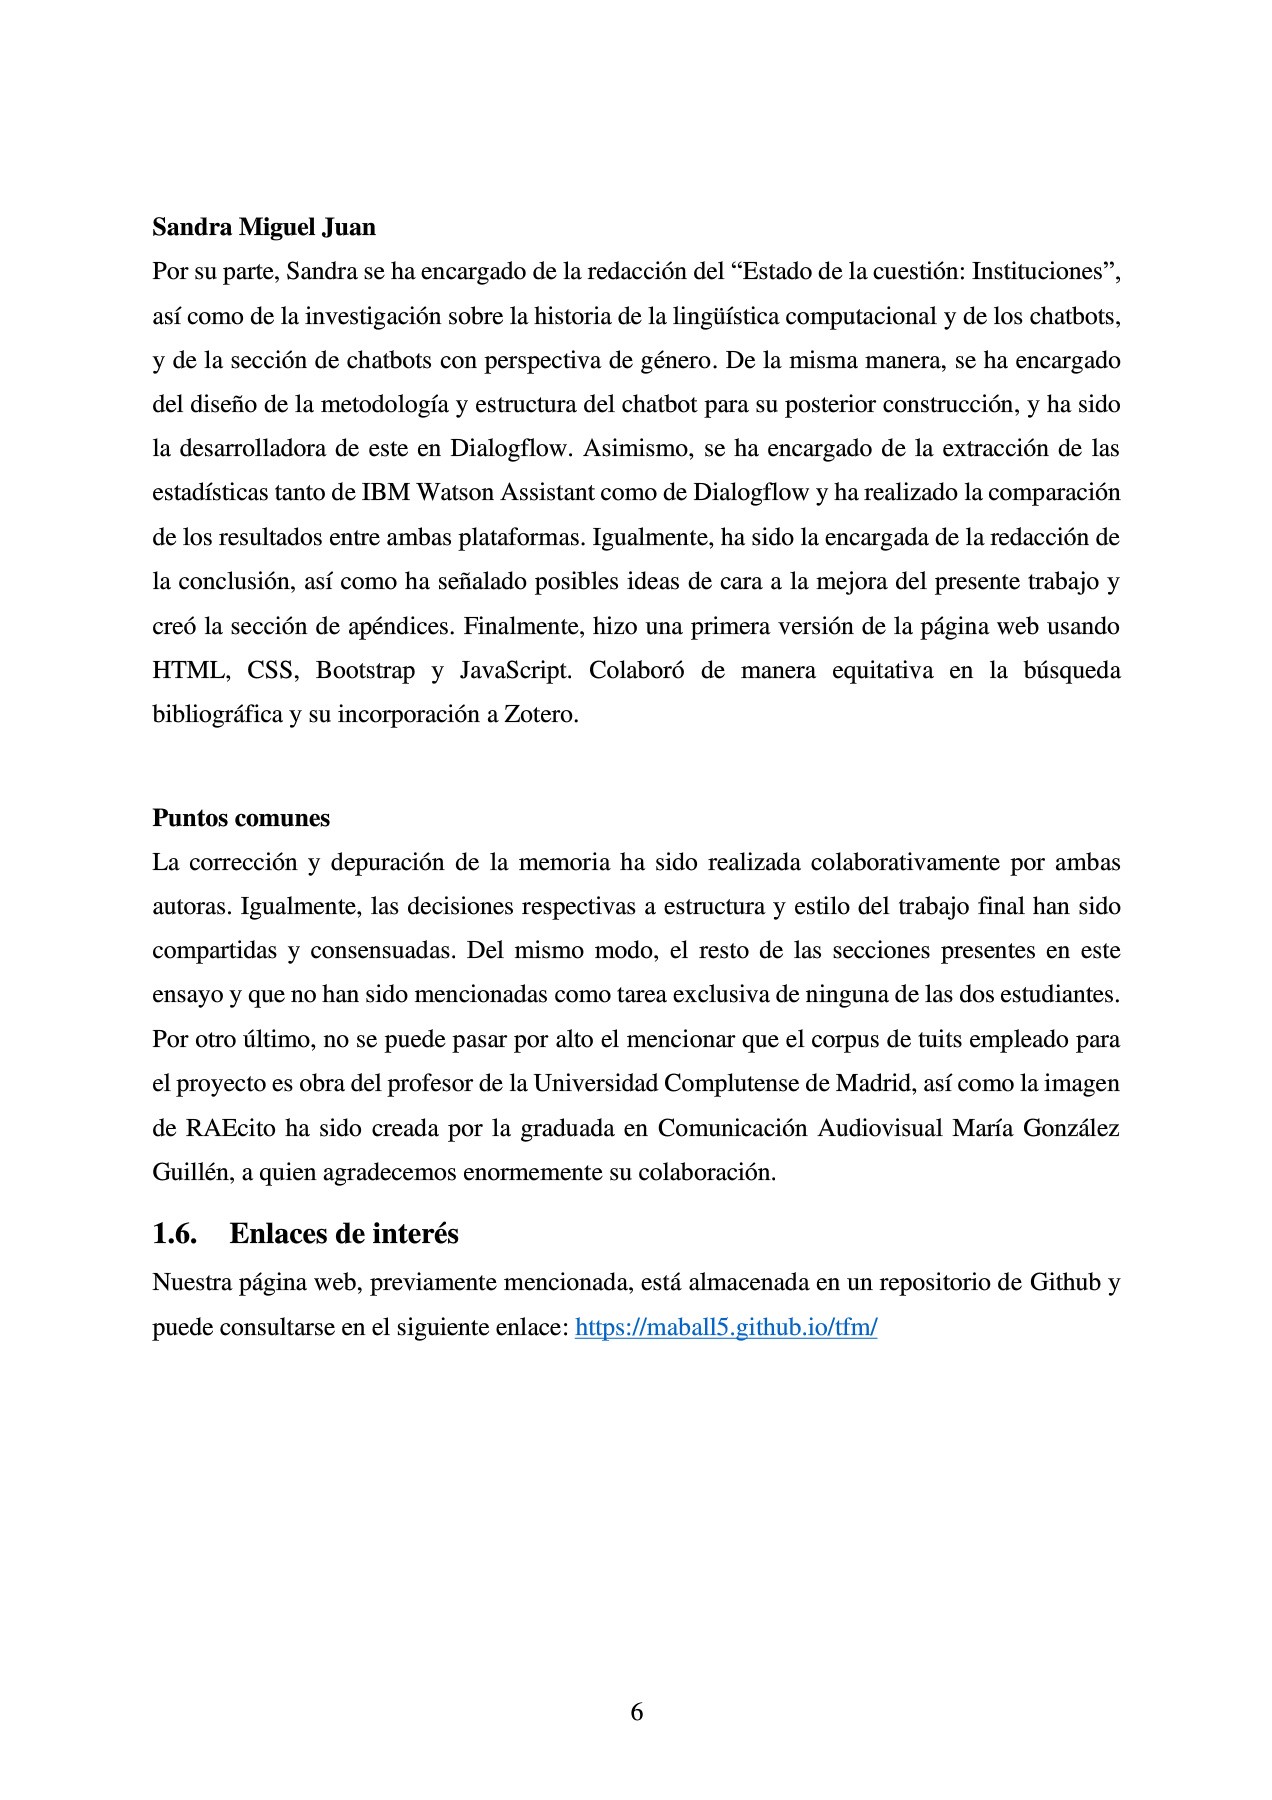 Sandra Miguel Juan
Por su parte, Sandra se ha encargado de la redacción del “Estado de la cuestión: Instituciones”,
así como de la investigación sobre la historia de la lingüística computacional y de los chatbots,
y de la sección de chatbots con perspectiva de género. De la misma manera, se ha encargado
del diseño de la metodología y estructura del chatbot para su posterior construcción, y ha sido
la desarrolladora de este en Dialogflow. Asimismo, se ha encargado de la extracción de las
estadísticas tanto de IBM Watson Assistant como de Dialogflow y ha realizado la comparación
de los resultados entre ambas plataformas. Igualmente, ha sido la encargada de la redacción de
la conclusión, así como ha señalado posibles ideas de cara a la mejora del presente trabajo y
creó la sección de apéndices. Finalmente, hizo una primera versión de la página web usando
HTML, CSS, Bootstrap y JavaScript. Colaboró de manera equitativa en la búsqueda
bibliográfica y su incorporación a Zotero.
Puntos comunes
La corrección y depuración de la memoria ha sido realizada colaborativamente por ambas
autoras. Igualmente, las decisiones respectivas a estructura y estilo del trabajo final han sido
compartidas y consensuadas. Del mismo modo, el resto de las secciones presentes en este
ensayo y que no han sido mencionadas como tarea exclusiva de ninguna de las dos estudiantes.
Por otro último, no se puede pasar por alto el mencionar que el corpus de tuits empleado para
el proyecto es obra del profesor de la Universidad Complutense de Madrid, así como la imagen
de RAEcito ha sido creada por la graduada en Comunicación Audiovisual María González
Guillén, a quien agradecemos enormemente su colaboración.
1.6. Enlaces de interés
Nuestra página web, previamente mencionada, está almacenada en un repositorio de Github y
puede consultarse en el siguiente enlace: https://maball5.github.io/tfm/
6